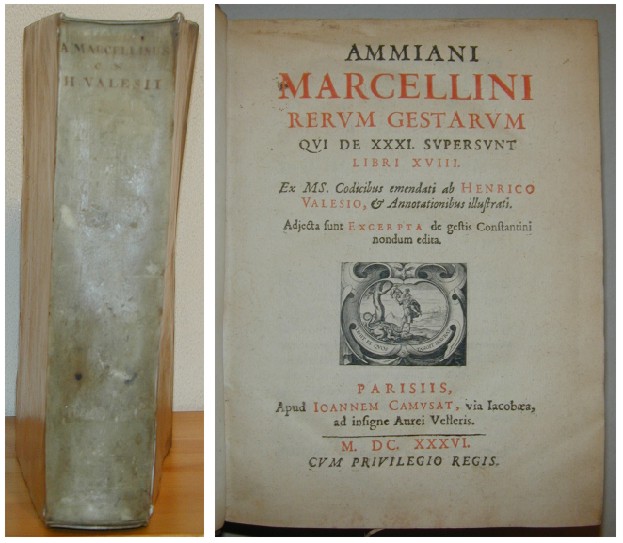 A MARCELLINUS
C N
H VALESII
AMMIANI
MARCELLINI
RERVM GESTARVM
QVI DE XXXI. SVPERSVNT
LIBRI XVIII.
Ex MS. Codicibus emendati ab HENRICO
VALESIO, & Annotationibus illuſtrati.
Adjecta ſunt EXCERPTA de geſtis Conſtantini
nondum edita.
PARISIIS,
Apud IOANNEM CAMVSAT, via Iacobæa,
ad inſigne Aurei Velleris.
M. DC. XXXVI.
CVM PRIVILEGIO REGIS.